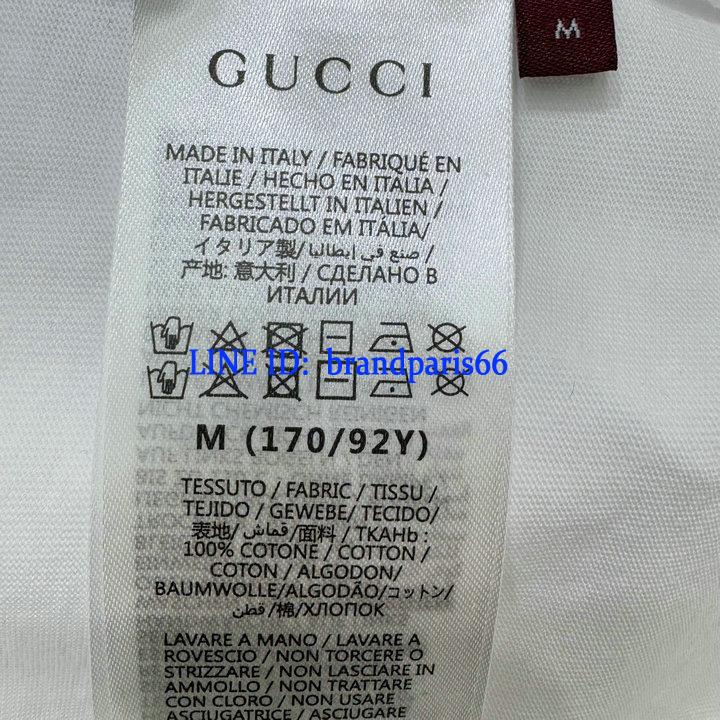 M
GUCCI
MADE IN ITALY / FABRIQUÉ EN
ITALIE / HECHO EN ITALIA /
HERGESTELLT IN ITALIEN /
FABRICADO EM ITÁLIA/
イタリア製/ صنع في إيطاليا /
产地: 意大利 / СДЕЛАНО В
ИТАЛИИ
LINE ID: brandparis66
M (170/92Y)
TESSUTO / FABRIC / TISSU /
TEJIDO / GEWEBE/ TECIDO/
表地/ قماش/面料 / TKAHb :
100% COTONE / COTTON /
COTON / ALGODON/
BAUMWOLLE/ALGODÃO/コットン/
قطن /棉/ХЛОПОК
LAVARE A MANO / LAVARE A
ROVESCIO / NON TORCERE O
STRIZZARE / NON LASCIARE IN
AMMOLLO / NON TRATTARE
CON CLORO / NON USARE
ASCIUGATRICE / ASCIUGARE